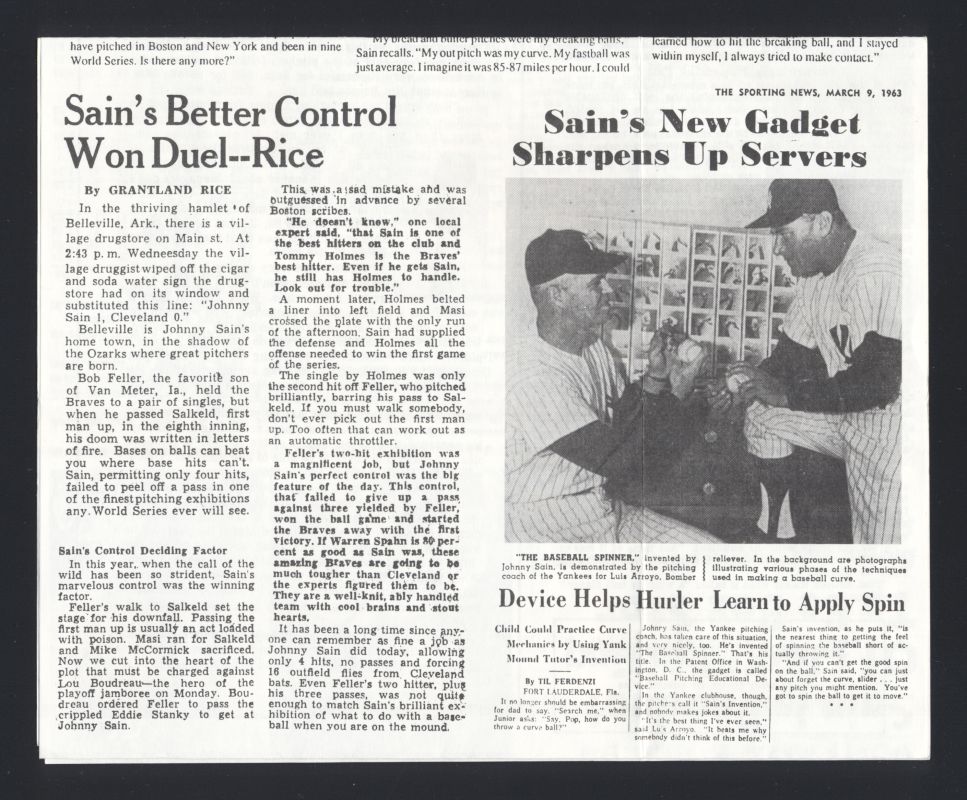 have pitched in Boston and New York and been in nine
World Series. Is there any more?"
My bread and butter pitches were my breaking balls,
Sain recalls. "My out pitch was my curve. My fastball was
just average. I imagine it was 85-87 miles per hour. I could
learned how to hit the breaking ball, and I stayed
within myself, I always tried to make contact."
Sain's Better Control
Won Duel--Rice
By GRANTLAND RICE
In the thriving hamlet of
Belleville, Ark., there is a vil-
lage drugstore on Main st. At
2:43 p. m. Wedneesday the vil-
lage druggist wiped off the cigar
and soda water sign the drug-
store had on its window and
substituted this line: "Johnny
Sain 1, Cleveland 0."
Belleville is Johnny Sain's
home town, in the shadow of
the Ozarks where great pitchers
are born.
Bob Feller, the favorite son
of Van Meter, Ia., held the
Braves to a pair of singles, but
when he passed Salkeld, first
man up, in the eighth inning,
his doom was written in letters
of fire. Bases on balls can beat
you where base hits can't.
Sain, permitting only four hits,
failed to peel off a pass in one
of the finest pitching exhibitions
any World Series ever will see.
Sain's Control Deciding Factor
In this year, when the call of
the wild has been so strident, Sain's
marvelous control was the winning
factor.
Feller's walk to Salkeld set the
stage for his downfall. Passing the
first man up is usually an act loaded
with poison. Masi ran for Salkeld
and Mike McCormick sacrificed.
Now we cut into the heart of the
plot that must be charged against
Lou Boudreau—the hero of the
playoff jamboree on Monday. Bou-
dreau ordered Feller to pass the
crippled Eddie Stanky to get at
Johnny Sain.
This was a sad mistake and was
outguessed in advance by several
Boston scribes.
"He doesn't know," one local
expert said, "that Sain is one of
the best hitters on the club and
Tommy Holmes is the Braves'
best hitter. Even if he gets Sain,
he still has Holmes to handle.
Look out for trouble."
A moment later, Holmes belted
a liner into left field and Masi
crossed the plate with the only run
of the afternoon. Sain had supplied
the defense and Holmes all the
offense needed to win the first game
of the series.
The single by Holmes was only
the second hit off Feller, who pitched
brilliantly, barring his pass to Sal-
keld. If you must walk somebody,
don't ever pick out the first man
up. Too often that can work out as
an automatic throttler.
Feller's two-hit exhibition was
a magnificent job, but Johnny
Sain's perfect control was the big
feature of the day. This control,
that failed to give up a pass
against three yielded by Feller,
won the ball game and started
the Braves away with the first
victory. If Warren Spahn is 80 per-
cent as good as Sain was, these
amazing Braves are going to be
much tougher than Cleveland or
the experts figured them to be.
They are a well-knit, ably handled
team with cool brains and stout
hearts.
It has been a long time since any-
one can remember as fine a job as
Johnny Sain did today, allowing
only 4 hits, no passes and forcing
16 outfield flies from Cleveland
bats. Even Feller's two hitter, plus
his three passes, was not quite
enough to match Sain's brilliant ex-
hibition of what to do with a base-
ball when you are on the mound.
THE SPORTING NEWS, MARCH 9, 1963
Sain's New Gadget
Sharpens Up Servers
"THE BASEBALL SPINNER," invented by
Johnny Sain, is demonstrated by the pitching
coach of the Yankees for Luis Arroyo, Bomber
reliever. In the background are photographs
illustrating various phases of the techniques
used in making a baseball curve.
Device Helps Hurler Learn to Apply Spin
Child Could Practice Curve
Mechanics by Using Yank
Mound Tutor's Invention
By TIL FERDENZI
FORT LAUDERDALE, Fla.
It no longer should be embarrassing
for dad to say, "Search me," when
Junior asks: "Say, Pop, how do you
throw a curve ball?"
Johnny Sain, the Yankee pitching
coach, has taken care of this situation,
and very nicely, too. He's invented
"The Baseball Spinner." That's his
title. In the Patent Office in Wash-
ington, D. C., the gadget is called
"Baseball Pitching Educational De-
vice."
In the Yankee clubhouse, though,
the pitchers call it "Sain's Invention,"
and nobody makes jokes about it.
"It's the best thing I've ever seen,"
said Luis Arroyo. "It beats me why
somebody didn't think of this before."
Sain's invention, as he puts it, "is
the nearest thing to getting the feel
of spinning the baseball short of ac-
tually throwing it."
"And if you can't get the good spin
on the ball," Sain said, "you can just
about forget the curve, slider . . . just
any pitch you might mention. You've
got to spin the ball to get it to move."
* * *